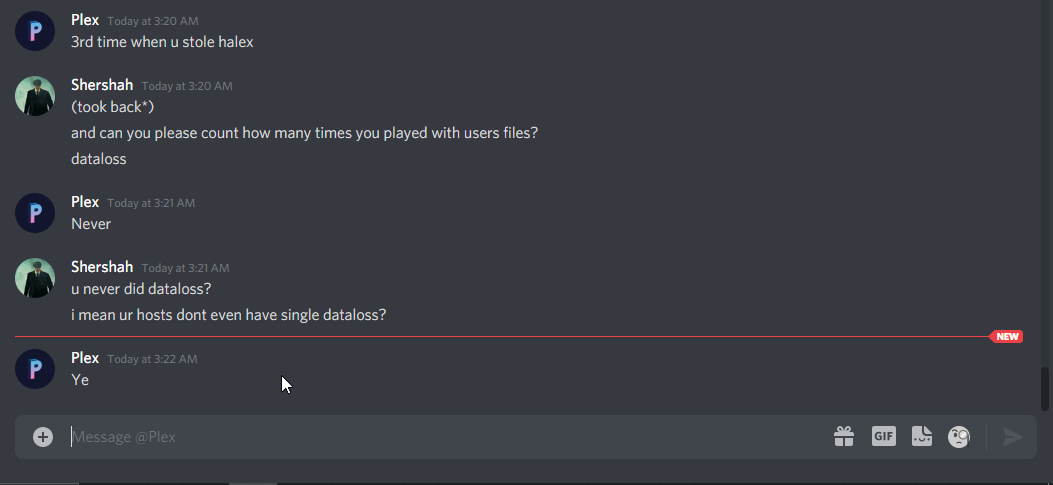 Plex Today at 3:20 AM
3rd time when u stole halex
Shershah Today at 3:20 AM
(took back*)
and can you please count how many times you played with users files?
dataloss
Plex Today at 3:21 AM
Never
Shershah Today at 3:21 AM
u never did dataloss?
i mean ur hosts dont even have single dataloss?
NEW
Plex Today at 3:22 AM
Ye
Message @Plex
GIF